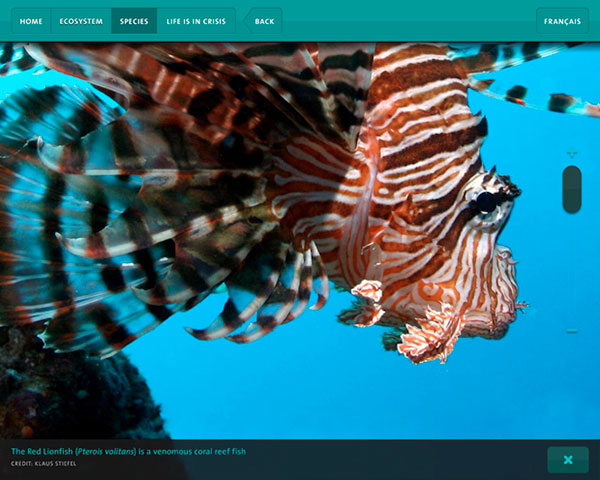 HOME ECOSYSTEM SPECIES LIFE IS IN CRISIS BACK FRANÇAIS
The Red Lionfish (Pterois volitans) is a venomous coral reef fish
CREDIT: KLAUS STIEFEL